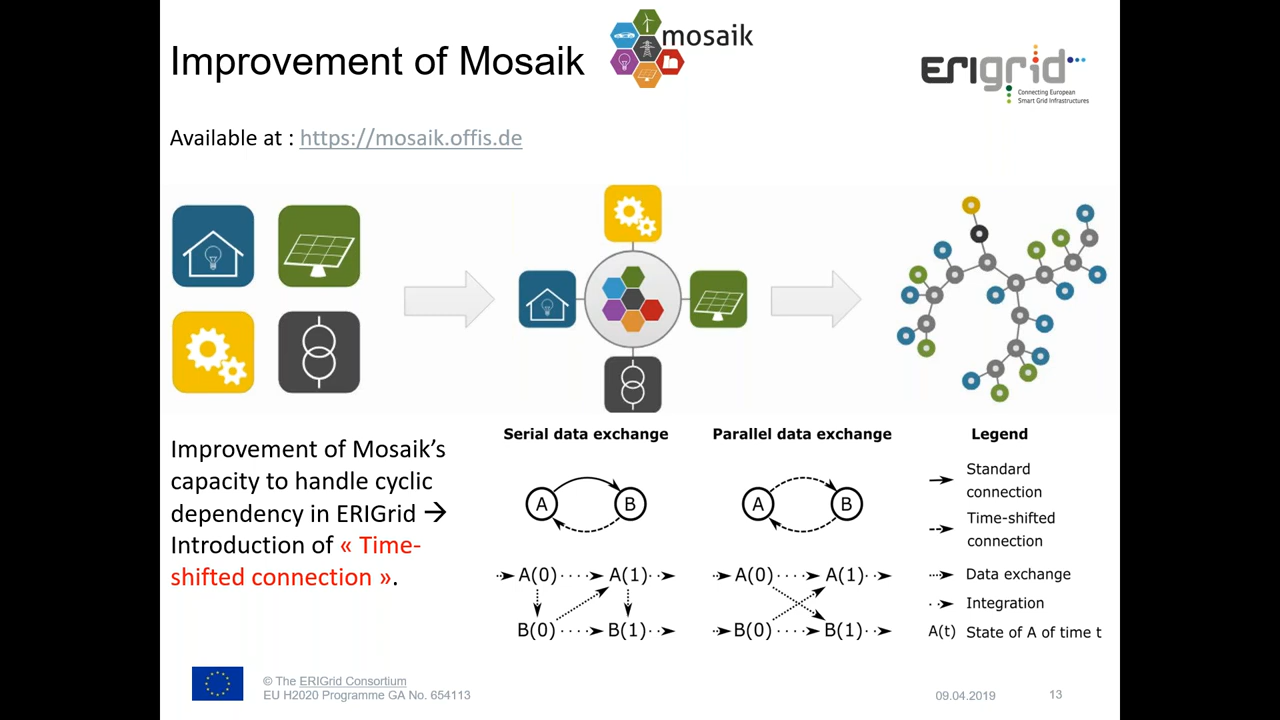 Improvement of Mosaik
mosaik
ERIGrid
Connecting European
Smart Grid Infrastructures
Available at : https://mosaik.offis.de
Improvement of Mosaik’s
capacity to handle cyclic
dependency in ERIGrid →
Introduction of « Time-
shifted connection ».
Serial data exchange
A B
A(0) A(1)
B(0) B(1)
Parallel data exchange
A B
A(0) A(1)
B(0) B(1)
Legend
Standard
connection
Time-shifted
connection
Data exchange
Integration
A(t) State of A of time t
© The ERIGrid Consortium
EU H2020 Programme GA No. 654113
09.04.2019
13